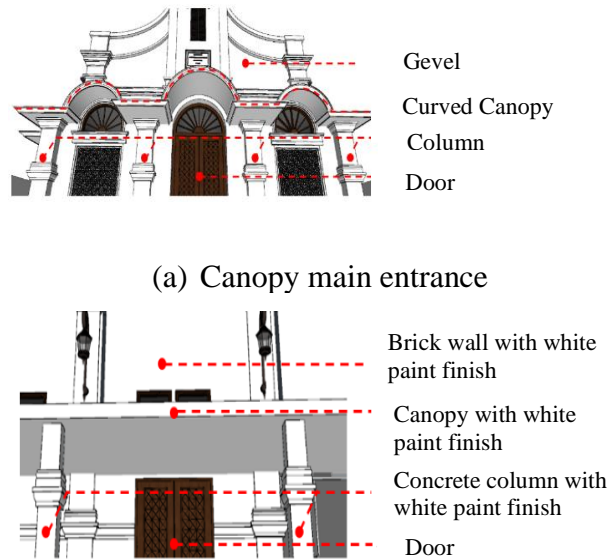 Gevel
Curved Canopy
Column
Door
(a) Canopy main entrance
Brick wall with white
paint finish
Canopy with white
paint finish
Concrete column with
white paint finish
Door